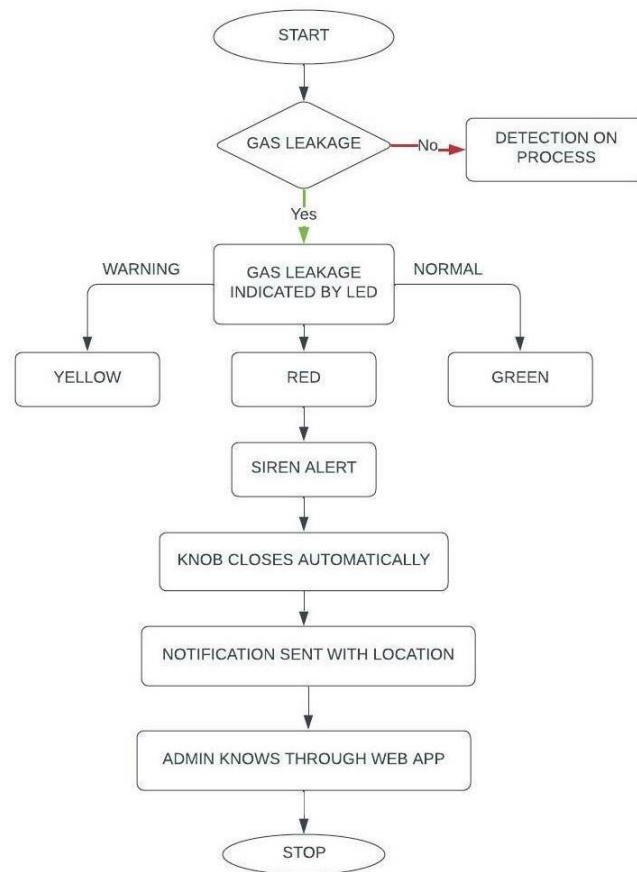 START
GAS LEAKAGE
No
DETECTION ON
PROCESS
Yes
WARNING
GAS LEAKAGE
INDICATED BY LED
NORMAL
YELLOW
RED
GREEN
SIREN ALERT
KNOB CLOSES AUTOMATICALLY
NOTIFICATION SENT WITH LOCATION
ADMIN KNOWS THROUGH WEB APP
STOP